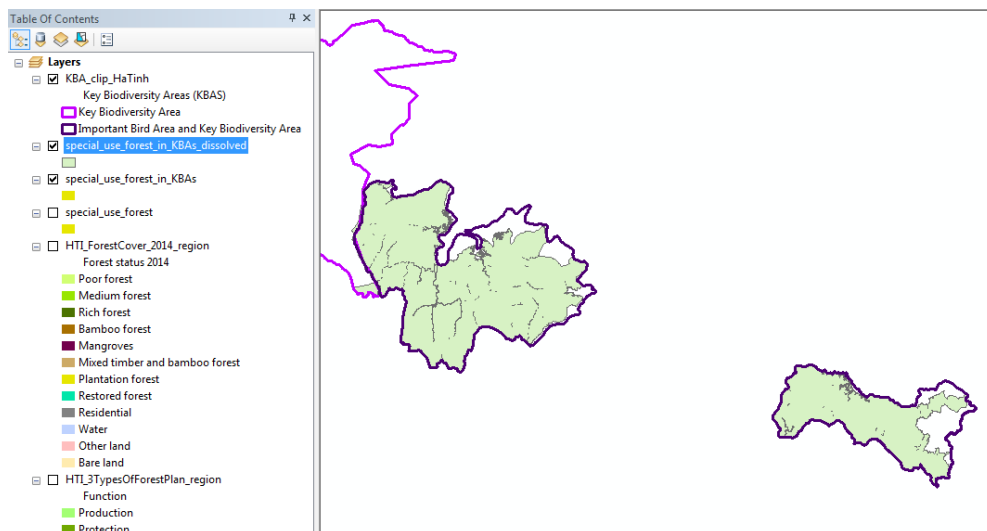 Table Of Contents
Layers
KBA_clip_HaTinh
Key Biodiversity Areas (KBAS)
Key Biodiversity Area
Important Bird Area and Key Biodiversity Area
special_use_forest_in_KBAs_dissolved
special_use_forest_in_KBAs
special_use_forest
HTI_ForestCover_2014_region
Forest status 2014
Poor forest
Medium forest
Rich forest
Bamboo forest
Mangroves
Mixed timber and bamboo forest
Plantation forest
Restored forest
Residential
Water
Other land
Bare land
HTI_3TypesOfForestPlan_region
Function
Production
Protection